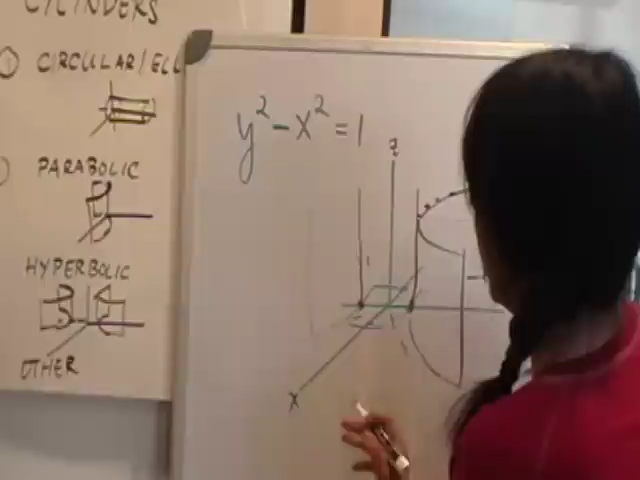 CYLINDERS
① CIRCULAR/ELL
PARABOLIC
HYPERBOLIC
OTHER
y² - x² = 1
z
x